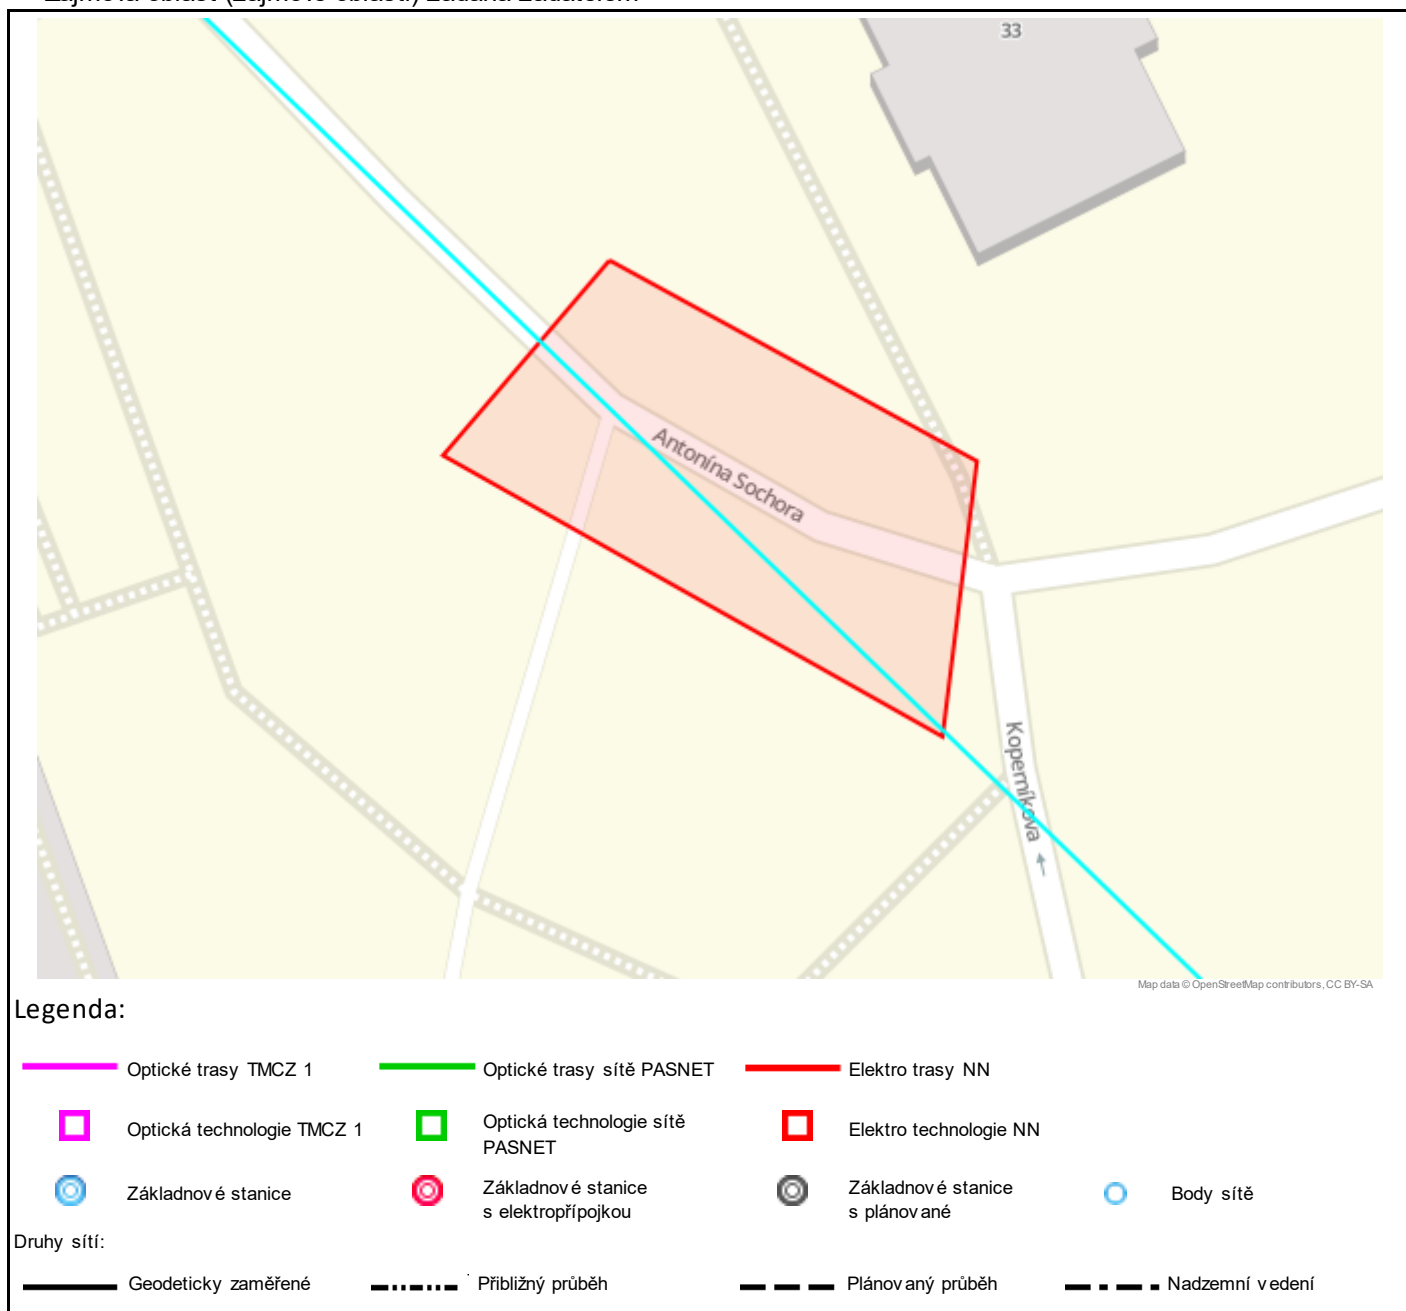 33
Antonína Sochora
Koperníkova
Map data © OpenStreetMap contributors, CC BY-SA
Legenda:
Optické trasy TMCZ 1
Optické trasy sítě PASNET
Elektro trasy NN
Optická technologie TMCZ 1
Optická technologie sítě
PASNET
Elektro technologie NN
Základnové stanice
Základnové stanice
s elektropřípojkou
Základnové stanice
s plánované
Body sítě
Druhy sítí:
Geodeticky zaměřené
Přibližný průběh
Plánovaný průběh
Nadzemní vedení